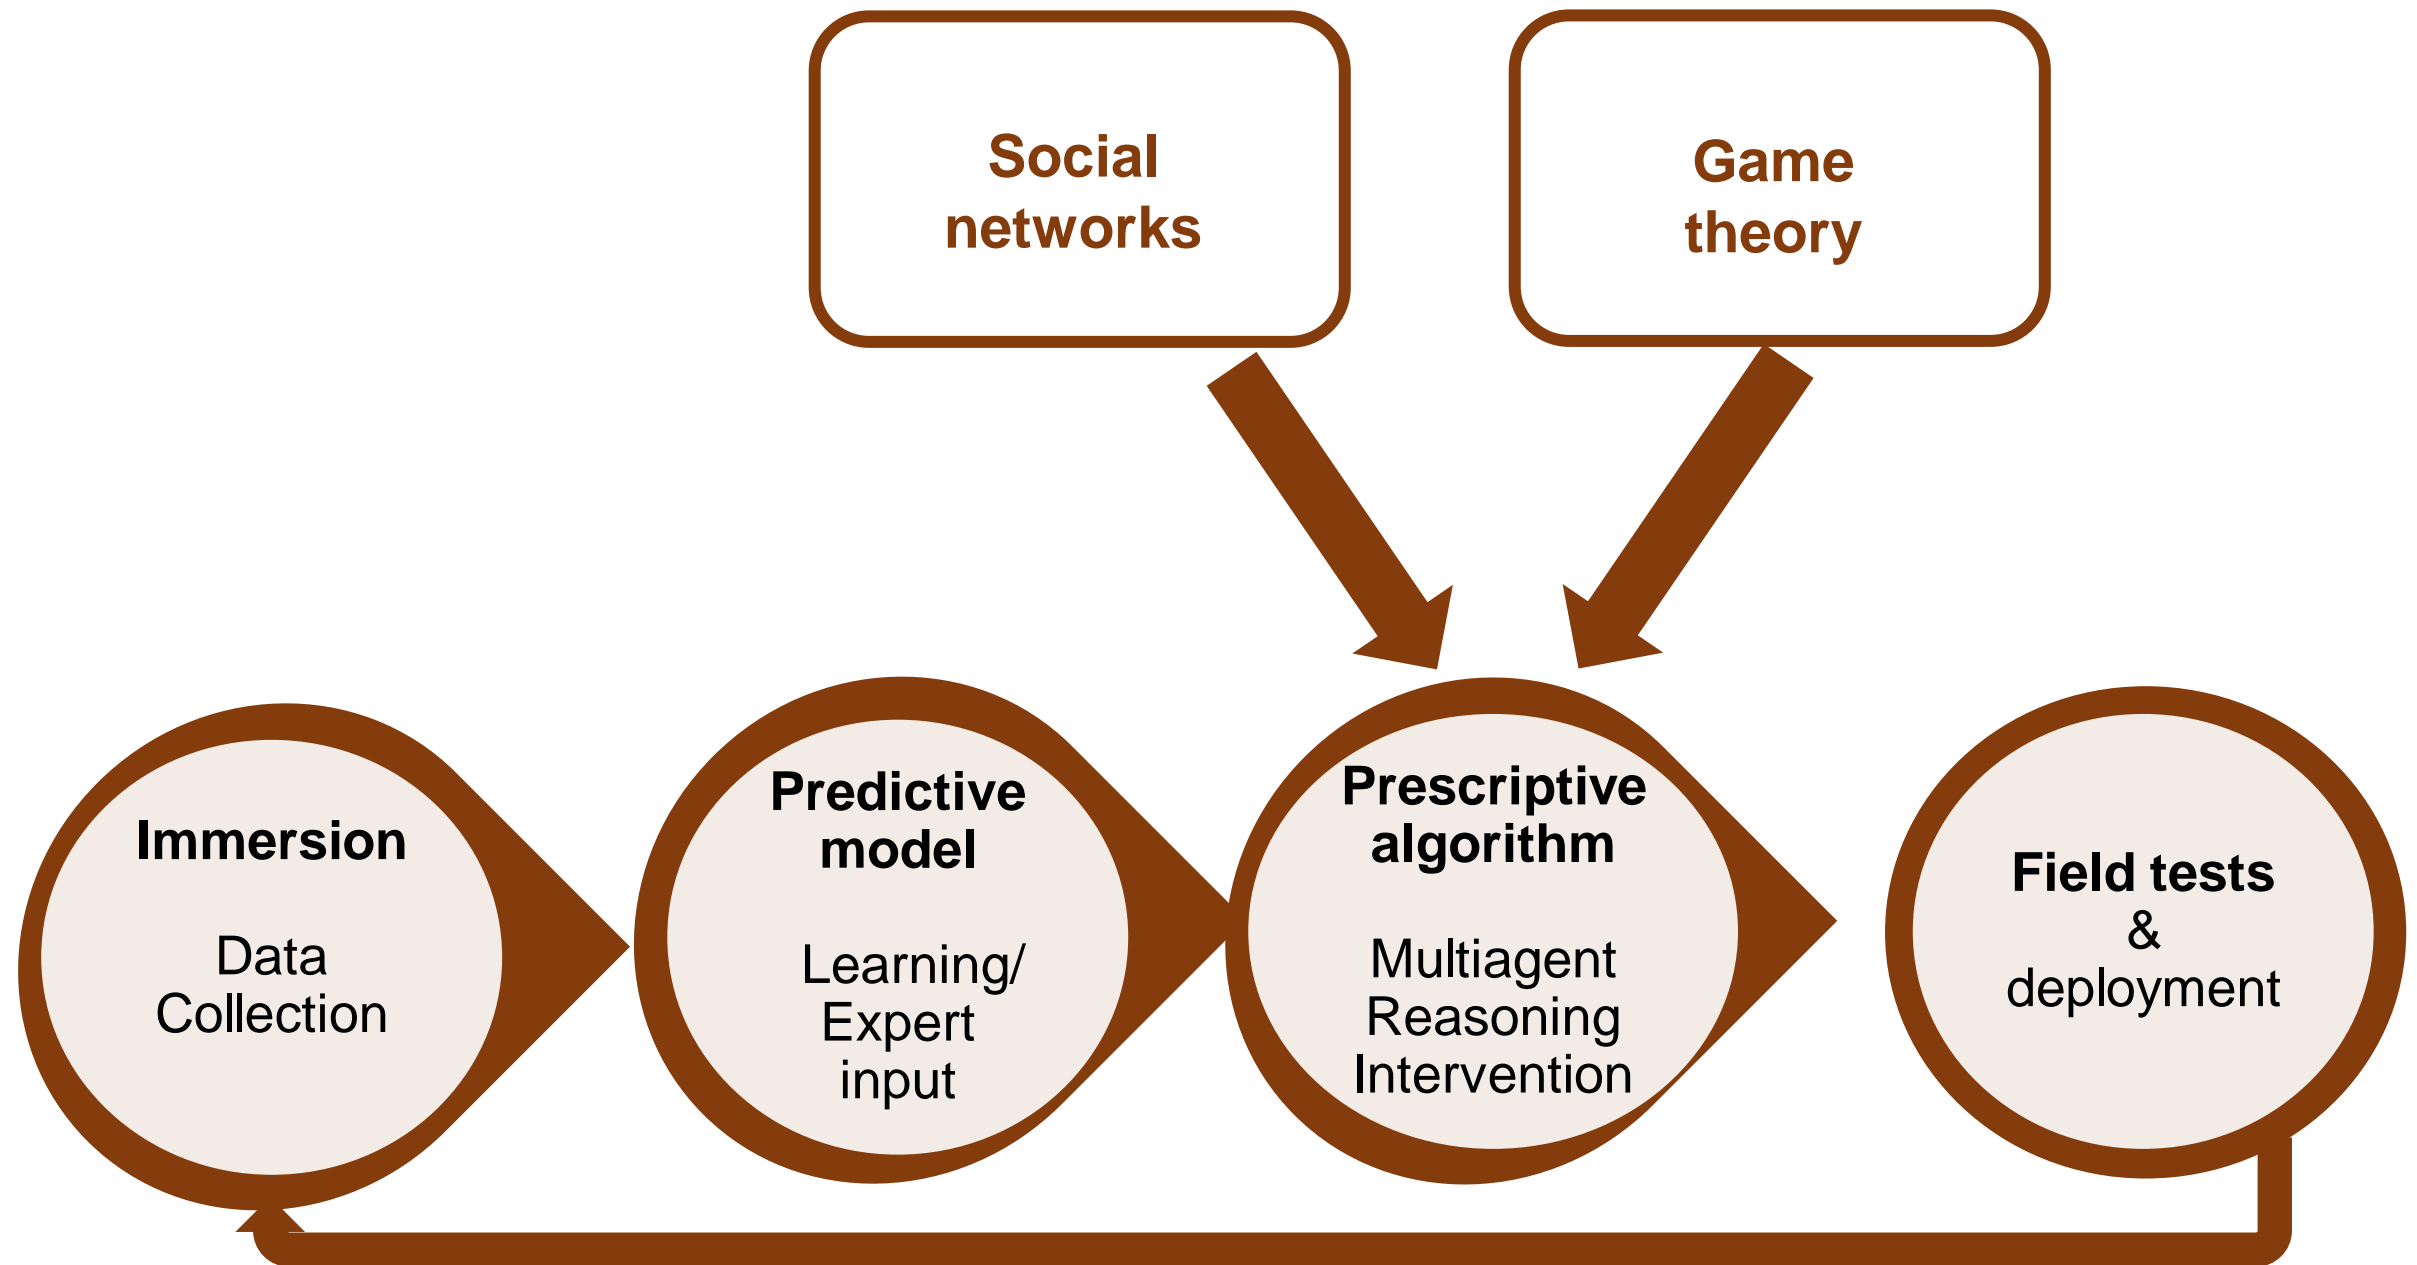 Social
networks
Game
theory
Immersion
Data
Collection
Predictive
model
Learning/
Expert
input
Prescriptive
algorithm
Multiagent
Reasoning
Intervention
Field tests
&
deployment